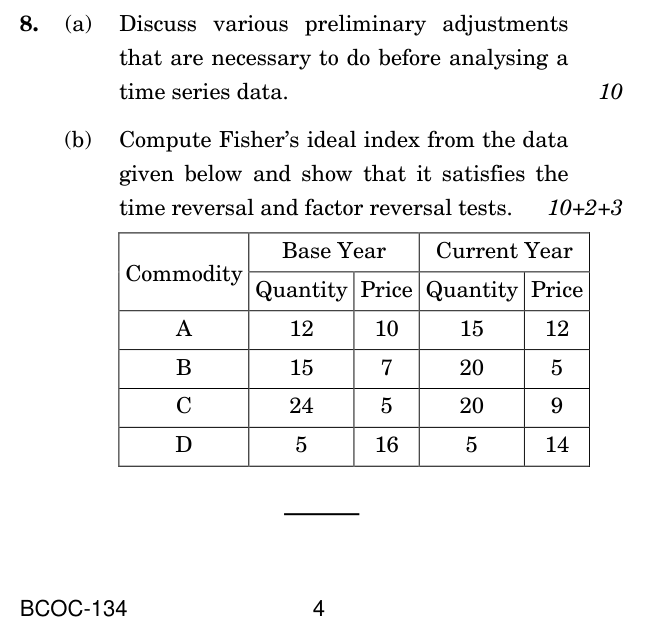 8. (a) Discuss various preliminary adjustments
that are necessary to do before analysing a
time series data. 10
(b) Compute Fisher's ideal index from the data
given below and show that it satisfies the
time reversal and factor reversal tests. 10+2+3
Commodity Base Year Current Year
Quantity Price Quantity Price
A 12 10 15 12
B 15 7 20 5
C 24 5 20 9
D 5 16 5 14
BCOC-134 4